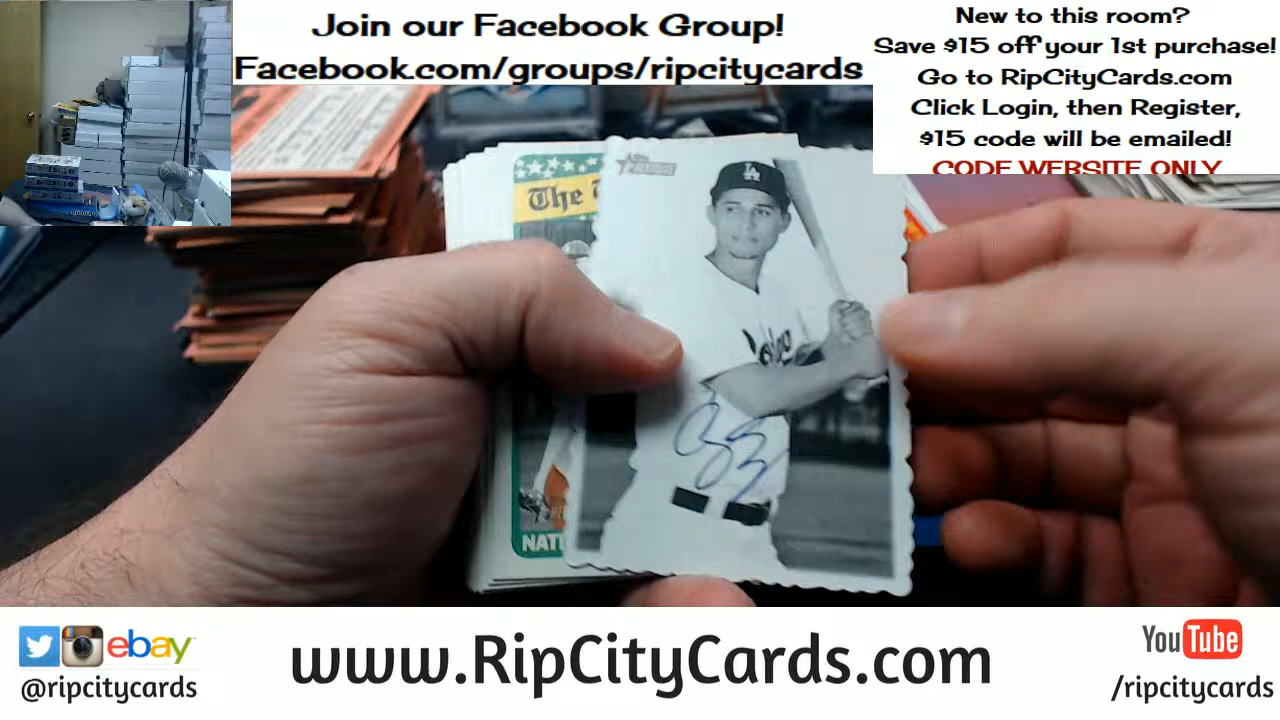 Join our Facebook Group!
Facebook.com/groups/ripcitycards
New to this room?
Save $15 off your 1st purchase!
Go to RipCityCards.com
Click Login, then Register,
$15 code will be emailed!
CODE WEBSITE ONLY
The
LA
NATI
ebay
@ripcitycards
www.RipCityCards.com
YouTube
/ripcitycards